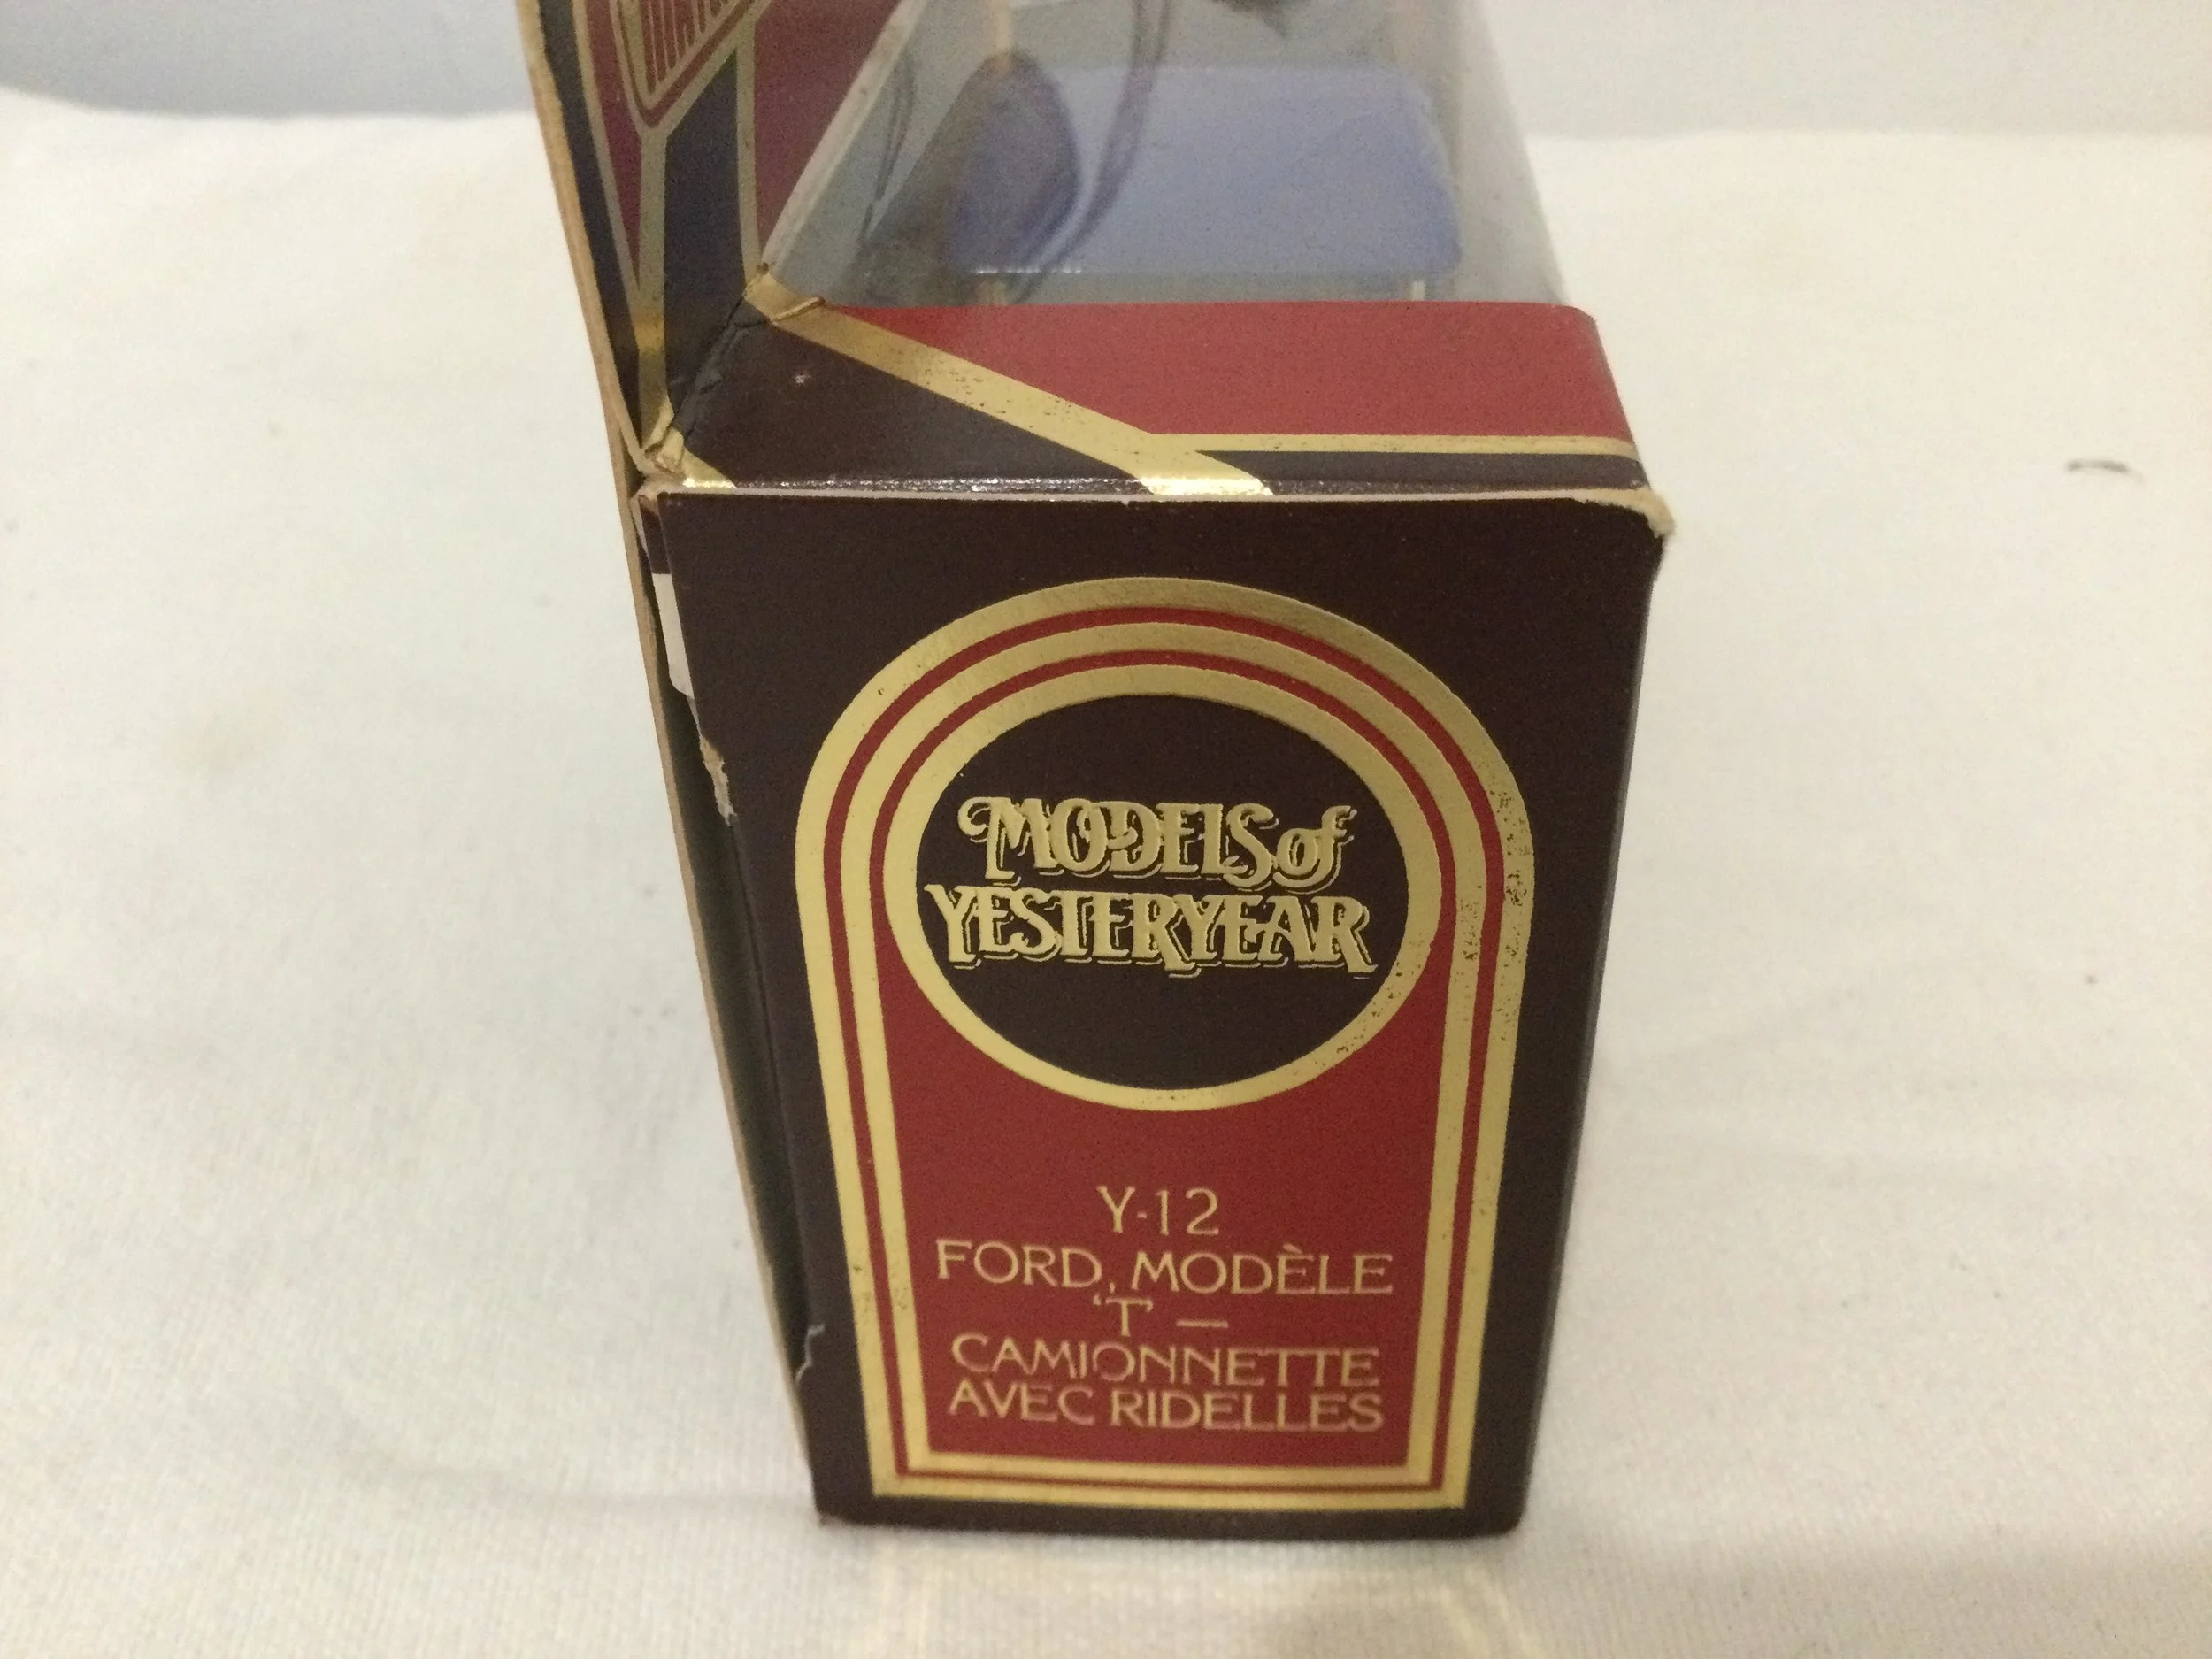 MODELS of
YESTERYEAR
Y-12
FORD, MODÈLE
'T' —
CAMIONNETTE
AVEC RIDELLES